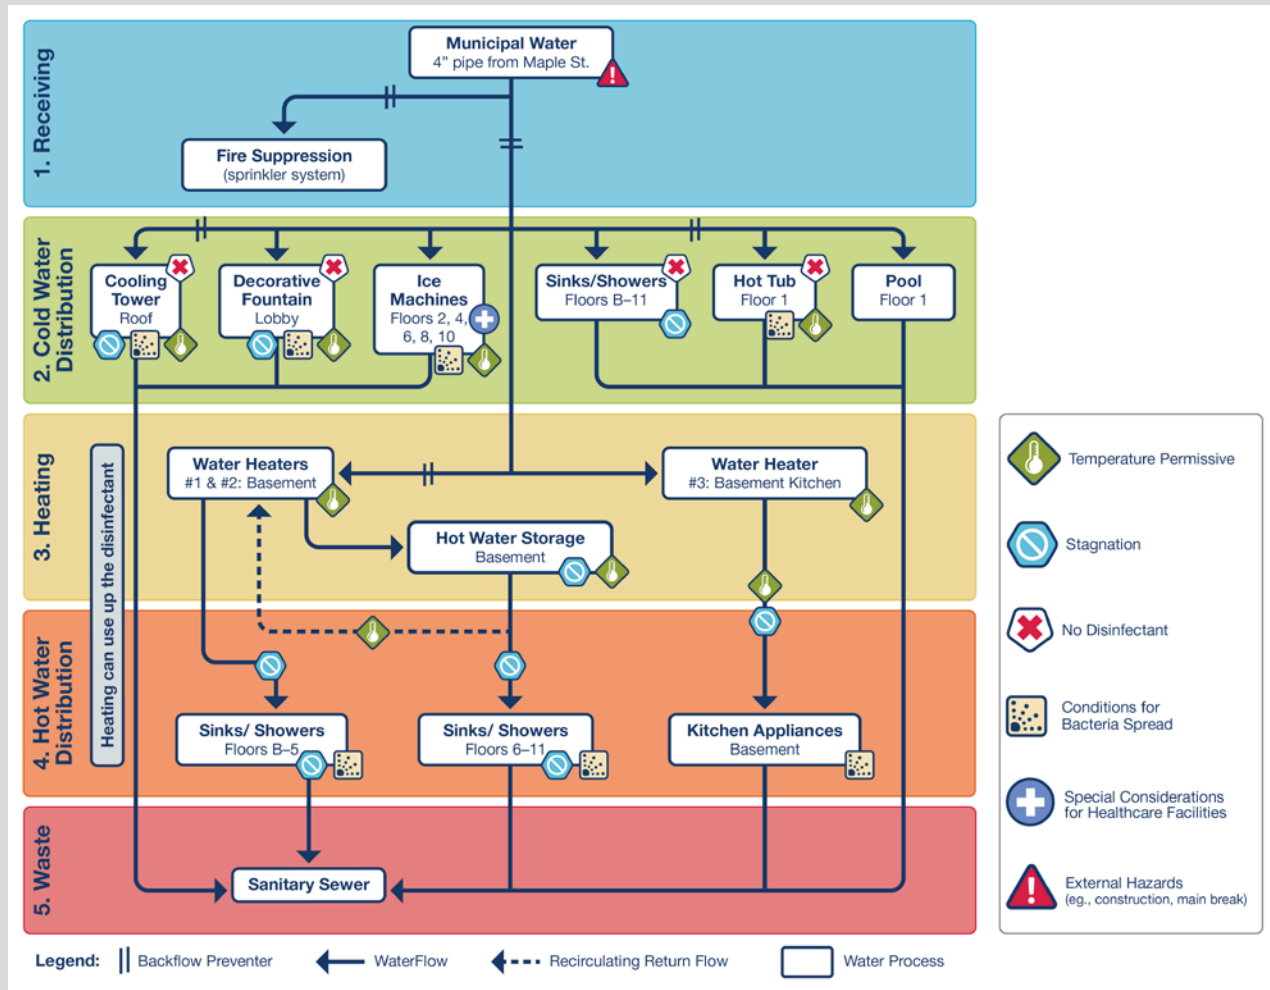 1. Receiving
Municipal Water
4” pipe from Maple St.
Fire Suppression
(sprinkler system)
2. Cold Water
Distribution
Cooling
Tower
Roof
Decorative
Fountain
Lobby
Ice
Machines
Floors 2, 4,
6, 8, 10
Sinks/Showers
Floors B–11
Hot Tub
Floor 1
Pool
Floor 1
3. Heating
Heating can use up the disinfectant
Water Heaters
#1 & #2: Basement
Water Heater
#3: Basement Kitchen
Hot Water Storage
Basement
4. Hot Water
Distribution
Sinks/ Showers
Floors B–5
Sinks/ Showers
Floors 6–11
Kitchen Appliances
Basement
5. Waste
Sanitary Sewer
Temperature Permissive
Stagnation
No Disinfectant
Conditions for
Bacteria Spread
Special Considerations
for Healthcare Facilities
External Hazards
(eg., construction, main break)
Legend:
Backflow Preventer
WaterFlow
Recirculating Return Flow
Water Process